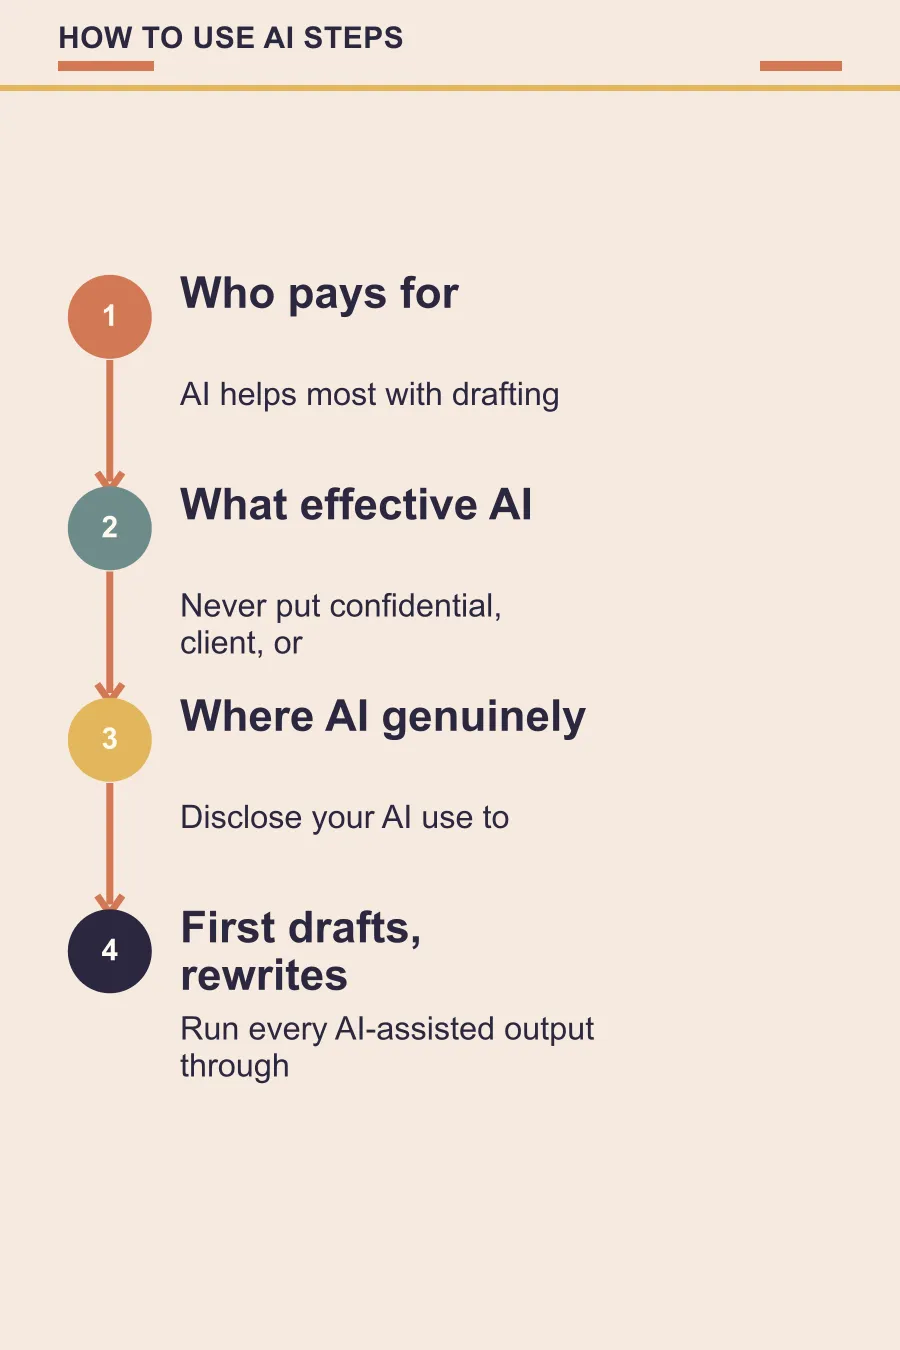 HOW TO USE AI STEPS
1
Who pays for
AI helps most with drafting
2
What effective AI
Never put confidential,
client, or
3
Where AI genuinely
Disclose your AI use to
4
First drafts,
rewrites
Run every AI-assisted output
through